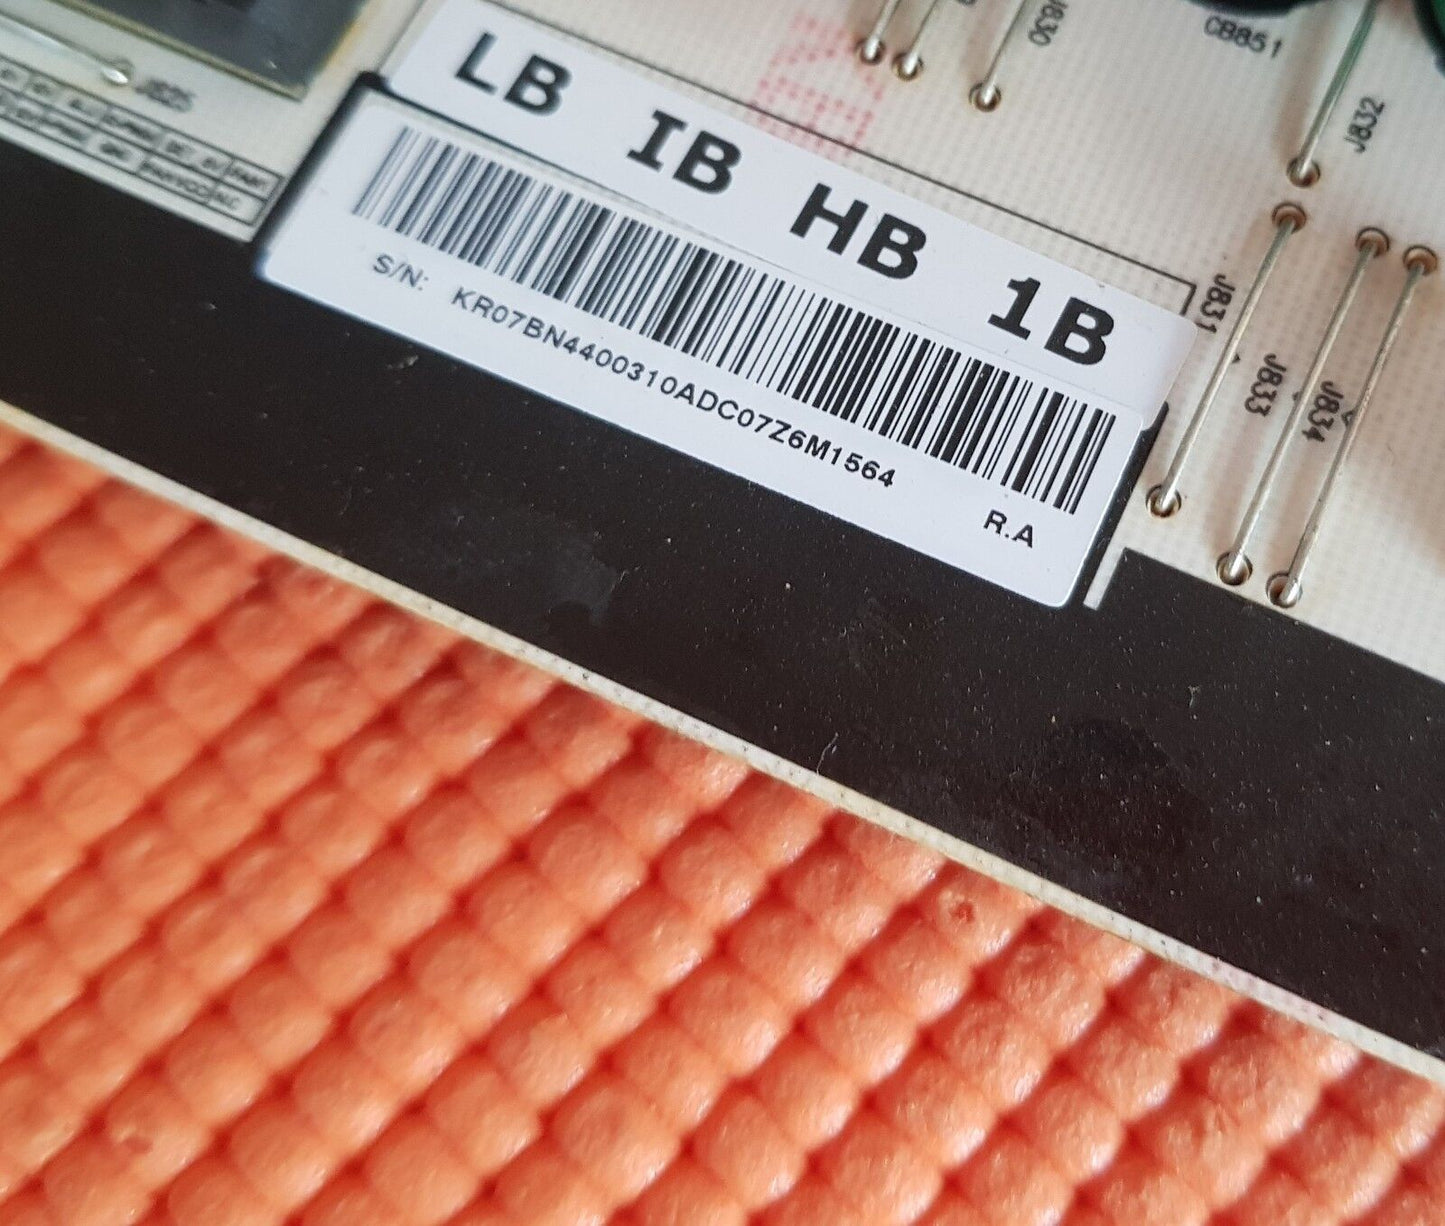 LB IB HB 1B
S/N: KR07BN4400310ADC07Z6M1564
R.A
J830
CB851
J832
J831
J833
J834